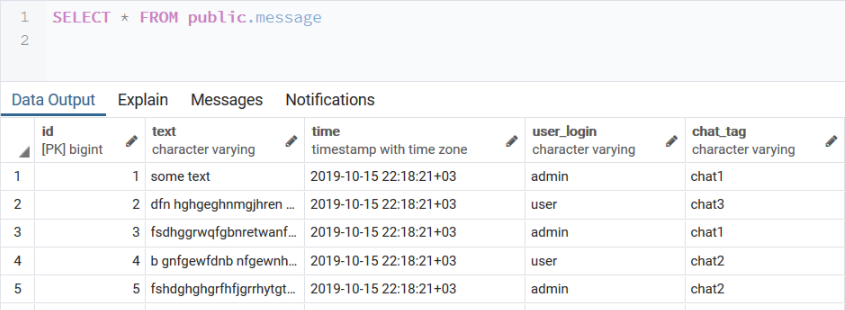 1 SELECT * FROM public.message
2
Data Output Explain Messages Notifications
id text time user_login chat_tag
[PK] bigint character varying timestamp with time zone character varying character varying
1 1 some text 2019-10-15 22:18:21+03 admin chat1
2 2 dfn hghgeghnmgjhren ... 2019-10-15 22:18:21+03 user chat3
3 3 fsdhggrwqfgbnretwanf... 2019-10-15 22:18:21+03 admin chat1
4 4 b gnfgewfdnb nfgewnh... 2019-10-15 22:18:21+03 user chat2
5 5 fshdghghgrfhfjgrrhytgt... 2019-10-15 22:18:21+03 admin chat2